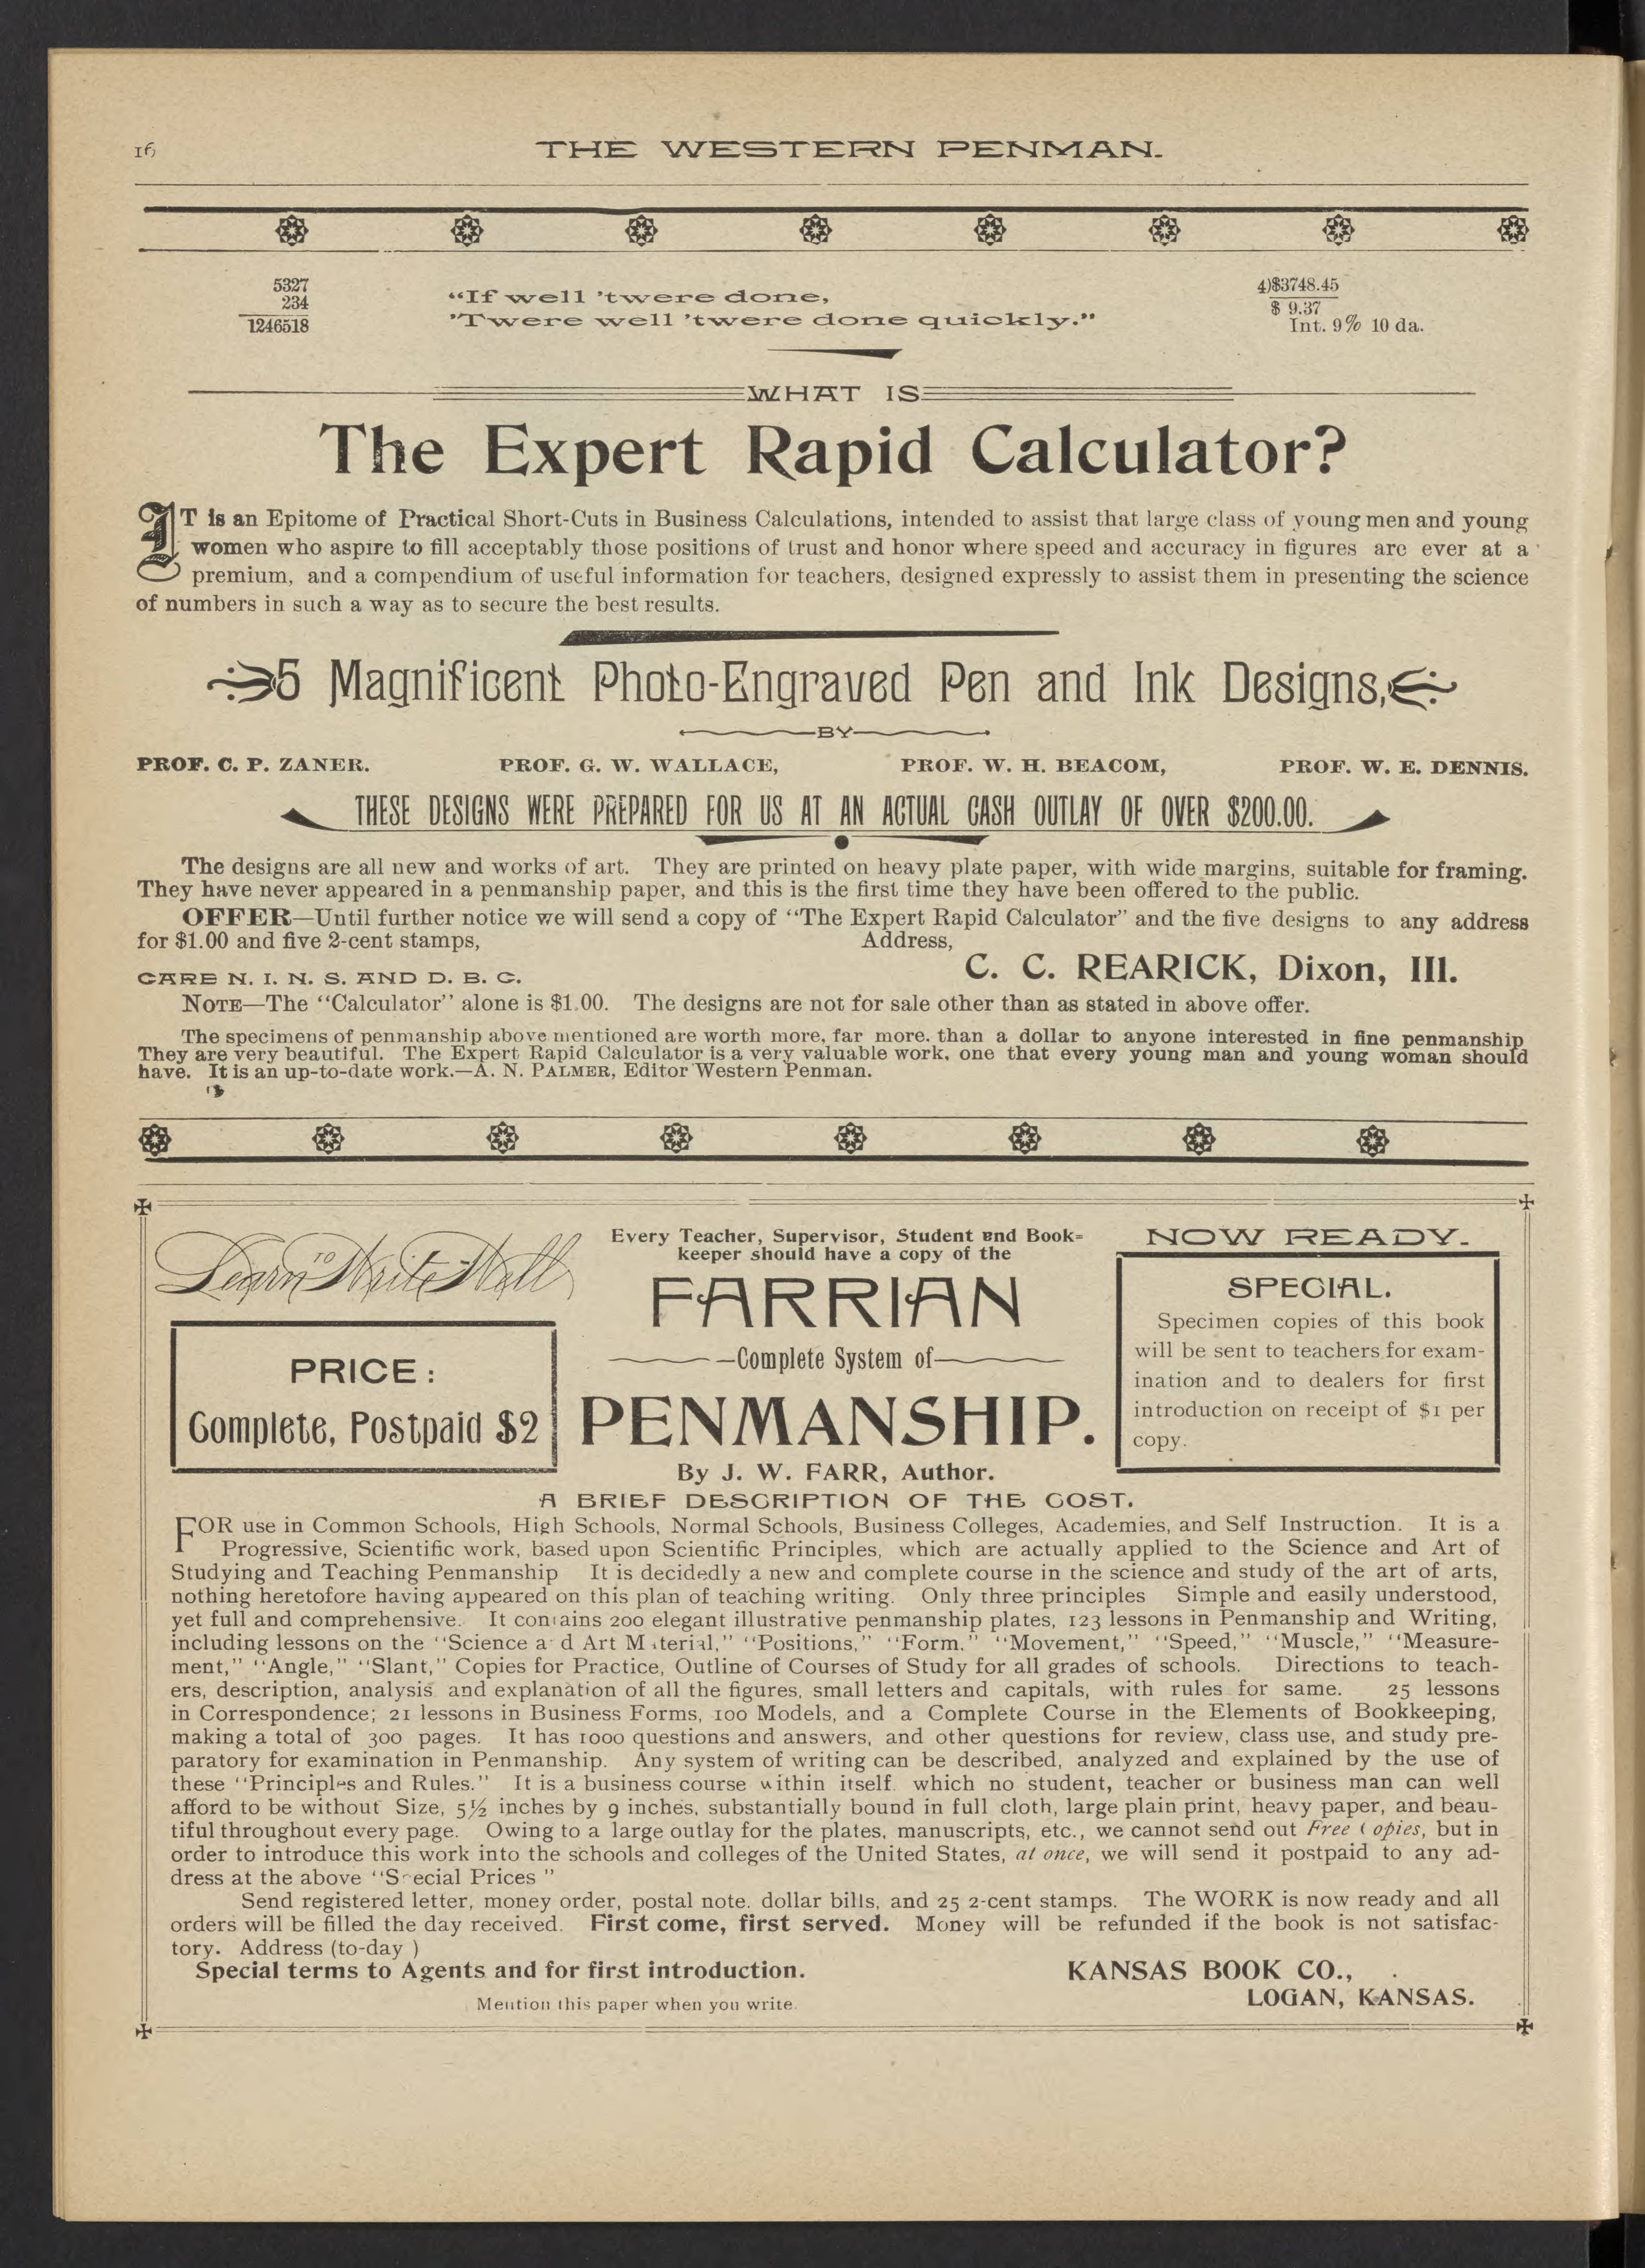 16
THE WESTERN PENMAN.
5327
234
1246518
“If well ’twere done,
’Twere well ’twere done quickly.”
4)$3748.45
$ 9.37
Int. 9% 10 da.
WHAT IS
The Expert Rapid Calculator?
IT is an Epitome of Practical Short-Cuts in Business Calculations, intended to assist that large class of young men and young
women who aspire to fill acceptably those positions of trust and honor where speed and accuracy in figures are ever at a
premium, and a compendium of useful information for teachers, designed expressly to assist them in presenting the science
of numbers in such a way as to secure the best results.
5 Magnificent Photo-Engraved Pen and Ink Designs,
BY
PROF. C. P. ZANER. PROF. G. W. WALLACE, PROF. W. H. BEACOM, PROF. W. E. DENNIS.
THESE DESIGNS WERE PREPARED FOR US AT AN ACTUAL CASH OUTLAY OF OVER $200.00.
The designs are all new and works of art. They are printed on heavy plate paper, with wide margins, suitable for framing.
They have never appeared in a penmanship paper, and this is the first time they have been offered to the public.
OFFER—Until further notice we will send a copy of “The Expert Rapid Calculator” and the five designs to any address
for $1.00 and five 2-cent stamps, Address,
CARE N. I. N. S. AND D. B. C. C. C. REARICK, Dixon, Ill.
NOTE—The “Calculator” alone is $1.00. The designs are not for sale other than as stated in above offer.
The specimens of penmanship above mentioned are worth more, far more, than a dollar to anyone interested in fine penmanship
They are very beautiful. The Expert Rapid Calculator is a very valuable work, one that every young man and young woman should
have. It is an up-to-date work.—A. N. PALMER, Editor Western Penman.
Learn to Write Well
PRICE:
Complete, Postpaid $2
Every Teacher, Supervisor, Student and Book-
keeper should have a copy of the
FARRIAN
—Complete System of—
PENMANSHIP.
By J. W. FARR, Author.
NOW READY.
SPECIAL.
Specimen copies of this book
will be sent to teachers for exam-
ination and to dealers for first
introduction on receipt of $1 per
copy.
A BRIEF DESCRIPTION OF THE COST.
FOR use in Common Schools, High Schools, Normal Schools, Business Colleges, Academies, and Self Instruction. It is a
Progressive, Scientific work, based upon Scientific Principles, which are actually applied to the Science and Art of
Studying and Teaching Penmanship It is decidedly a new and complete course in the science and study of the art of arts,
nothing heretofore having appeared on this plan of teaching writing. Only three principles Simple and easily understood,
yet full and comprehensive. It contains 200 elegant illustrative penmanship plates, 123 lessons in Penmanship and Writing,
including lessons on the “Science a d Art M terial,” “Positions,” “Form,” “Movement,” “Speed,” “Muscle,” “Measure-
ment,” “Angle,” “Slant,” Copies for Practice, Outline of Courses of Study for all grades of schools. Directions to teach-
ers, description, analysis and explanation of all the figures, small letters and capitals, with rules for same. 25 lessons
in Correspondence; 21 lessons in Business Forms, 100 Models, and a Complete Course in the Elements of Bookkeeping,
making a total of 300 pages. It has 1000 questions and answers, and other questions for review, class use, and study pre-
paratory for examination in Penmanship. Any system of writing can be described, analyzed and explained by the use of
these “Principles and Rules.” It is a business course within itself. which no student, teacher or business man can well
afford to be without Size, 5½ inches by 9 inches, substantially bound in full cloth, large plain print, heavy paper, and beau-
tiful throughout every page. Owing to a large outlay for the plates, manuscripts, etc., we cannot send out Free Copies, but in
order to introduce this work into the schools and colleges of the United States, at once, we will send it postpaid to any ad-
dress at the above “S ecial Prices ”
Send registered letter, money order, postal note. dollar bills, and 25 2-cent stamps. The WORK is now ready and all
orders will be filled the day received. First come, first served. Money will be refunded if the book is not satisfac-
tory. Address (to-day )
Special terms to Agents and for first introduction. KANSAS BOOK CO.,
Mention this paper when you write. LOGAN, KANSAS.